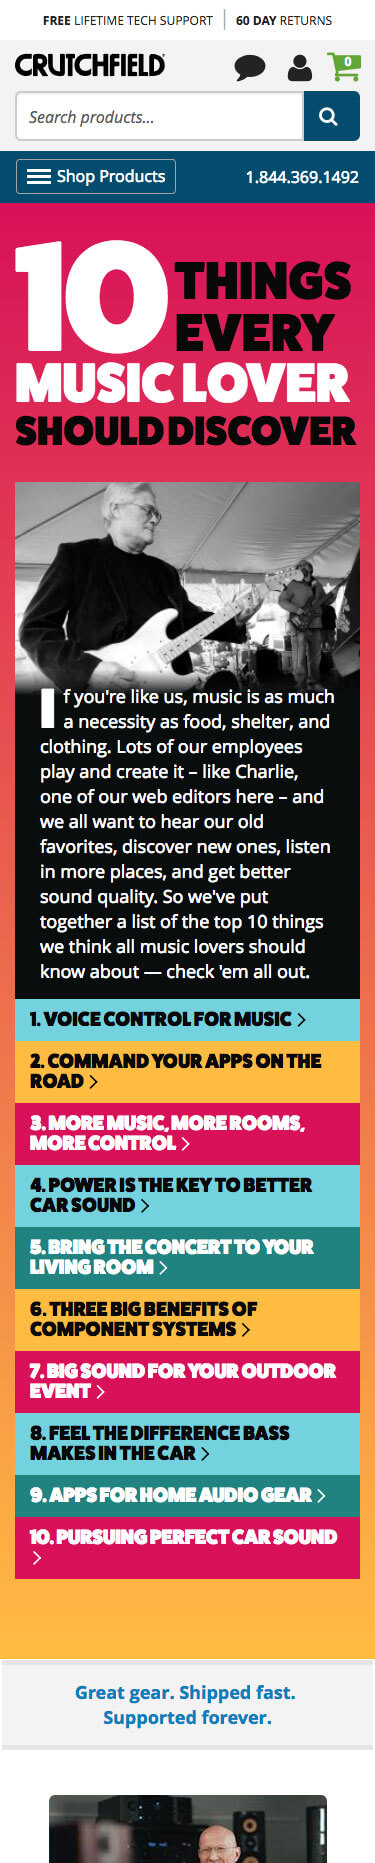 FREE LIFETIME TECH SUPPORT | 60 DAY RETURNS
CRUTCHFIELD
0
Search products...
Shop Products
1.844.369.1492
10 THINGS
EVERY
MUSIC LOVER
SHOULD DISCOVER
If you're like us, music is as much
a necessity as food, shelter, and
clothing. Lots of our employees
play and create it – like Charlie,
one of our web editors here – and
we all want to hear our old
favorites, discover new ones, listen
in more places, and get better
sound quality. So we've put
together a list of the top 10 things
we think all music lovers should
know about — check 'em all out.
1. VOICE CONTROL FOR MUSIC >
2. COMMAND YOUR APPS ON THE
ROAD >
3. MORE MUSIC, MORE ROOMS,
MORE CONTROL >
4. POWER IS THE KEY TO BETTER
CAR SOUND >
5. BRING THE CONCERT TO YOUR
LIVING ROOM >
6. THREE BIG BENEFITS OF
COMPONENT SYSTEMS >
7. BIG SOUND FOR YOUR OUTDOOR
EVENT >
8. FEEL THE DIFFERENCE BASS
MAKES IN THE CAR >
9. APPS FOR HOME AUDIO GEAR >
10. PURSUING PERFECT CAR SOUND
>
Great gear. Shipped fast.
Supported forever.